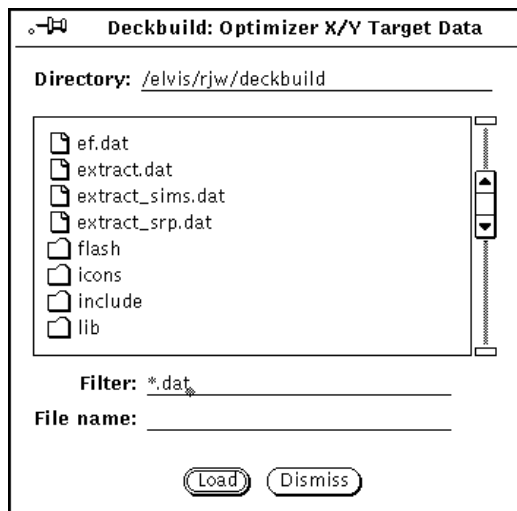 Deckbuild: Optimizer X/Y Target Data
Directory: /elvis/rjw/deckbuild
ef.dat
extract.dat
extract_sims.dat
extract_srp.dat
flash
icons
include
lib
Filter: *.dat
File name:
Load Dismiss